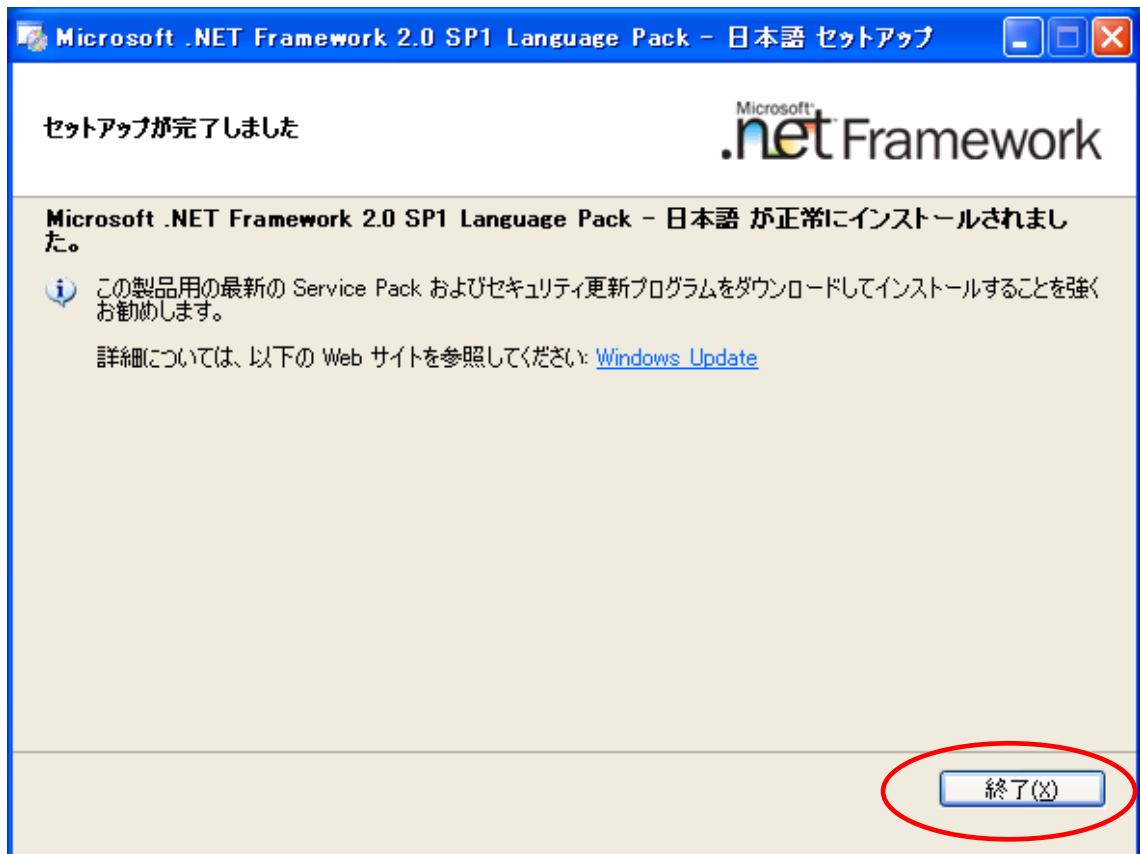 Microsoft .NET Framework 2.0 SP1 Language Pack - 日本語 セットアップ
セットアップが完了しました
Microsoft
.net Framework
Microsoft .NET Framework 2.0 SP1 Language Pack - 日本語 が正常にインストールされまし
た。
この製品用の最新の Service Pack およびセキュリティ更新プログラムをダウンロードしてインストールすることを強く
お勧めします。
詳細については、以下の Web サイトを参照してください: Windows Update
終了(X)